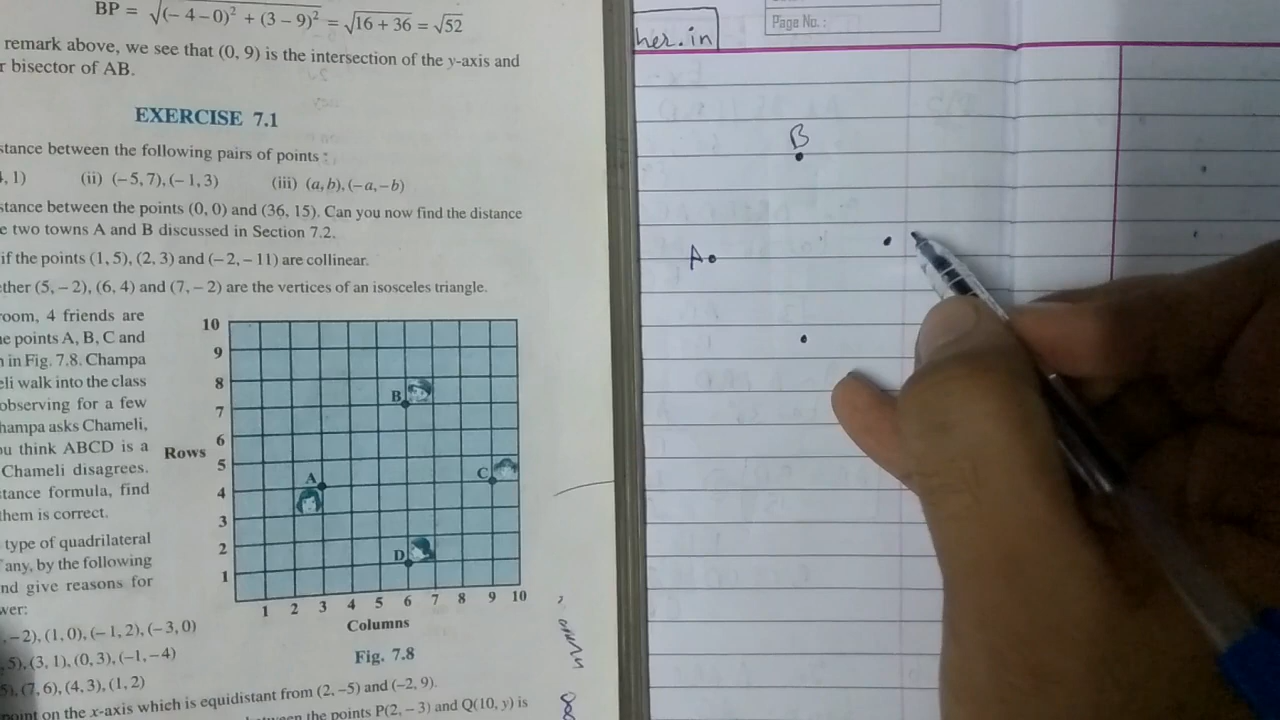 BP = √(– 4 – 0)² + (3 – 9)² = √16 + 36 = √52
remark above, we see that (0, 9) is the intersection of the y-axis and
r bisector of AB.
EXERCISE 7.1
stance between the following pairs of points :
, 1) (ii) (–5, 7), (–1, 3) (iii) (a, b), (–a, –b)
stance between the points (0, 0) and (36, 15). Can you now find the distance
e two towns A and B discussed in Section 7.2.
if the points (1, 5), (2, 3) and (–2, –11) are collinear.
ther (5, – 2), (6, 4) and (7, – 2) are the vertices of an isosceles triangle.
room, 4 friends are
e points A, B, C and
n in Fig. 7.8. Champa
eli walk into the class
observing for a few
hampa asks Chameli,
ou think ABCD is a
Chameli disagrees.
stance formula, find
them is correct.
type of quadrilateral
any, by the following
nd give reasons for
wer:
, –2), (1, 0), (–1, 2), (–3, 0)
, 5), (3, 1), (0, 3), (–1, –4)
5), (7, 6), (4, 3), (1, 2)
point on the x-axis which is equidistant from (2, –5) and (–2, 9).
the points P(2, – 3) and Q(10, y) is
10
9
8
7
6
5
4
3
2
1
Rows
B
A
C
D
1 2 3 4 5 6 7 8 9 10
Columns
Fig. 7.8
her.in
Page No. :
B
A